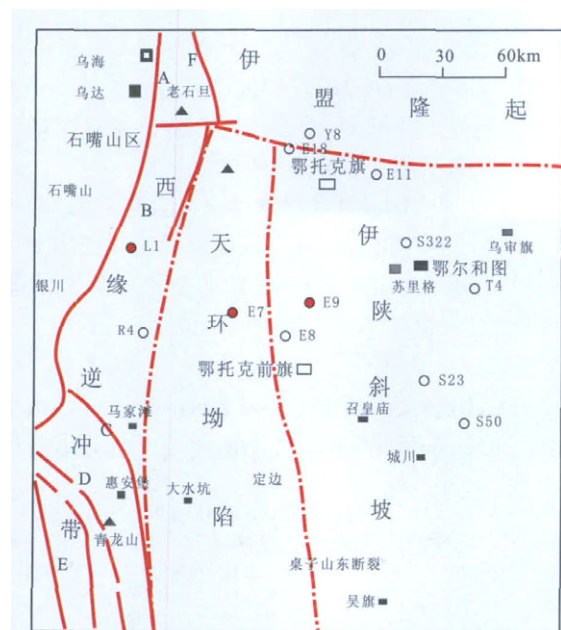 乌海
乌达
A
F
老石旦
伊
盟
隆
起
0 30 60km
石嘴山区
石嘴山
西
B
L1
银川
缘
R4
逆
马家滩
冲
C
D
惠安堡
带
青龙山
E
Y8
E18
鄂托克旗
E11
天
环
E7
E9
E8
鄂托克前旗
坳
大水坑
定边
陷
伊
S322
乌审旗
鄂尔和图
苏里格
T4
陕
斜
S23
召皇庙
S50
城川
坡
桌子山东断裂
吴旗